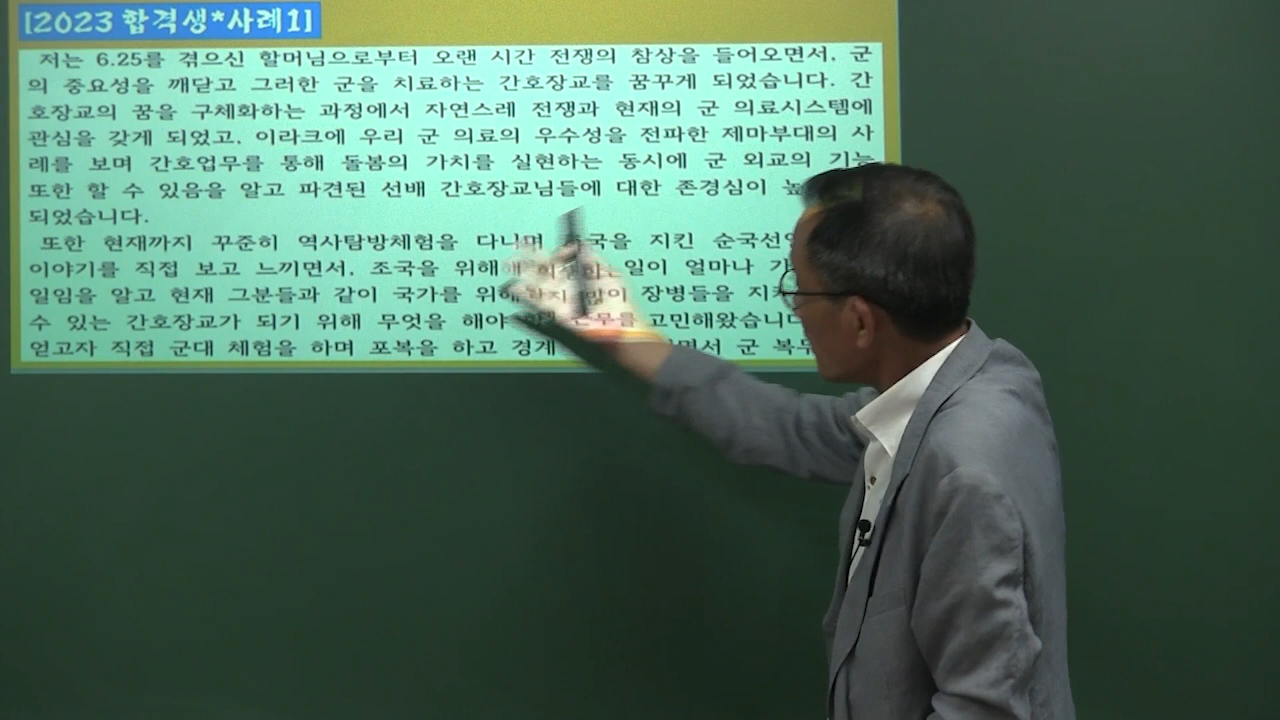 [2023 합격생*사례1]
저는 6.25를 겪으신 할머님으로부터 오랜 시간 전쟁의 참상을 들어오면서, 군
의 중요성을 깨닫고 그러한 군을 치료하는 간호장교를 꿈꾸게 되었습니다. 간
호장교의 꿈을 구체화하는 과정에서 자연스레 전쟁과 현재의 군 의료시스템에
관심을 갖게 되었고, 이라크에 우리 군 의료의 우수성을 전파한 제마부대의 사
례를 보며 간호업무를 통해 돌봄의 가치를 실현하는 동시에 군 외교의 기능
또한 할 수 있음을 알고 파견된 선배 간호장교님들에 대한 존경심이
되었습니다.
또한 현재까지 꾸준히 역사탐방체험을 다니며 지킨
이야기를 직접 보고 느끼면서, 조국을 위해 희생하는 일이 얼마나
일임을 알고 현재 그분들과 같이 국가를 위해 장병들을
수 있는 간호장교가 되기 위해 무엇을 해야 고민해왔습니다
얻고자 직접 군대 체험을 하며 포복을 하고 경계 군